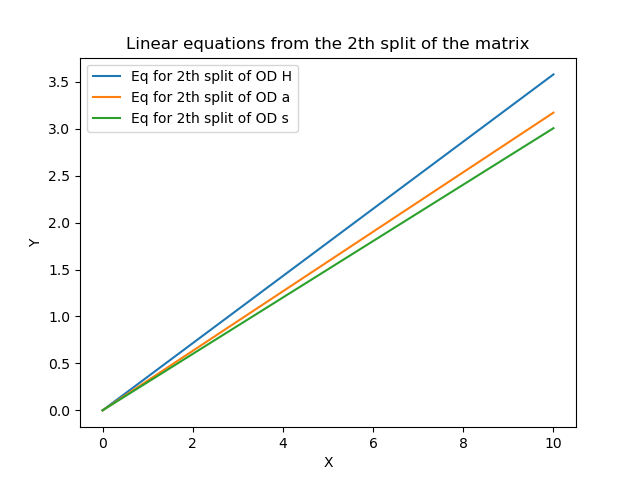 Linear equations from the 2th split of the matrix
Eq for 2th split of OD H
Eq for 2th split of OD a
Eq for 2th split of OD s
3.5
3.0
2.5
2.0
1.5
1.0
0.5
0.0
Y
0 2 4 6 8 10
X